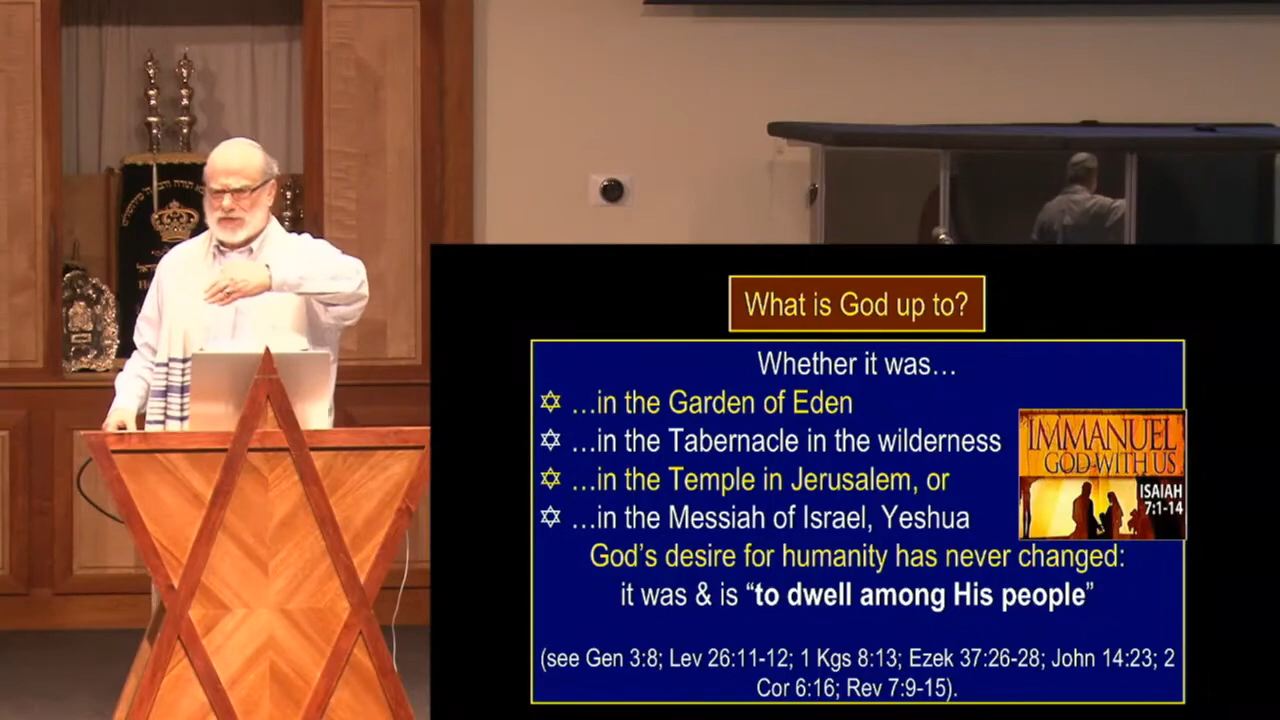 What is God up to?
Whether it was…
…in the Garden of Eden
…in the Tabernacle in the wilderness
…in the Temple in Jerusalem, or
…in the Messiah of Israel, Yeshua
IMMANUEL
GOD WITH US
ISAIAH
7:1-14
God’s desire for humanity has never changed:
it was & is “to dwell among His people”
(see Gen 3:8; Lev 26:11-12; 1 Kgs 8:13; Ezek 37:26-28; John 14:23; 2
Cor 6:16; Rev 7:9-15).